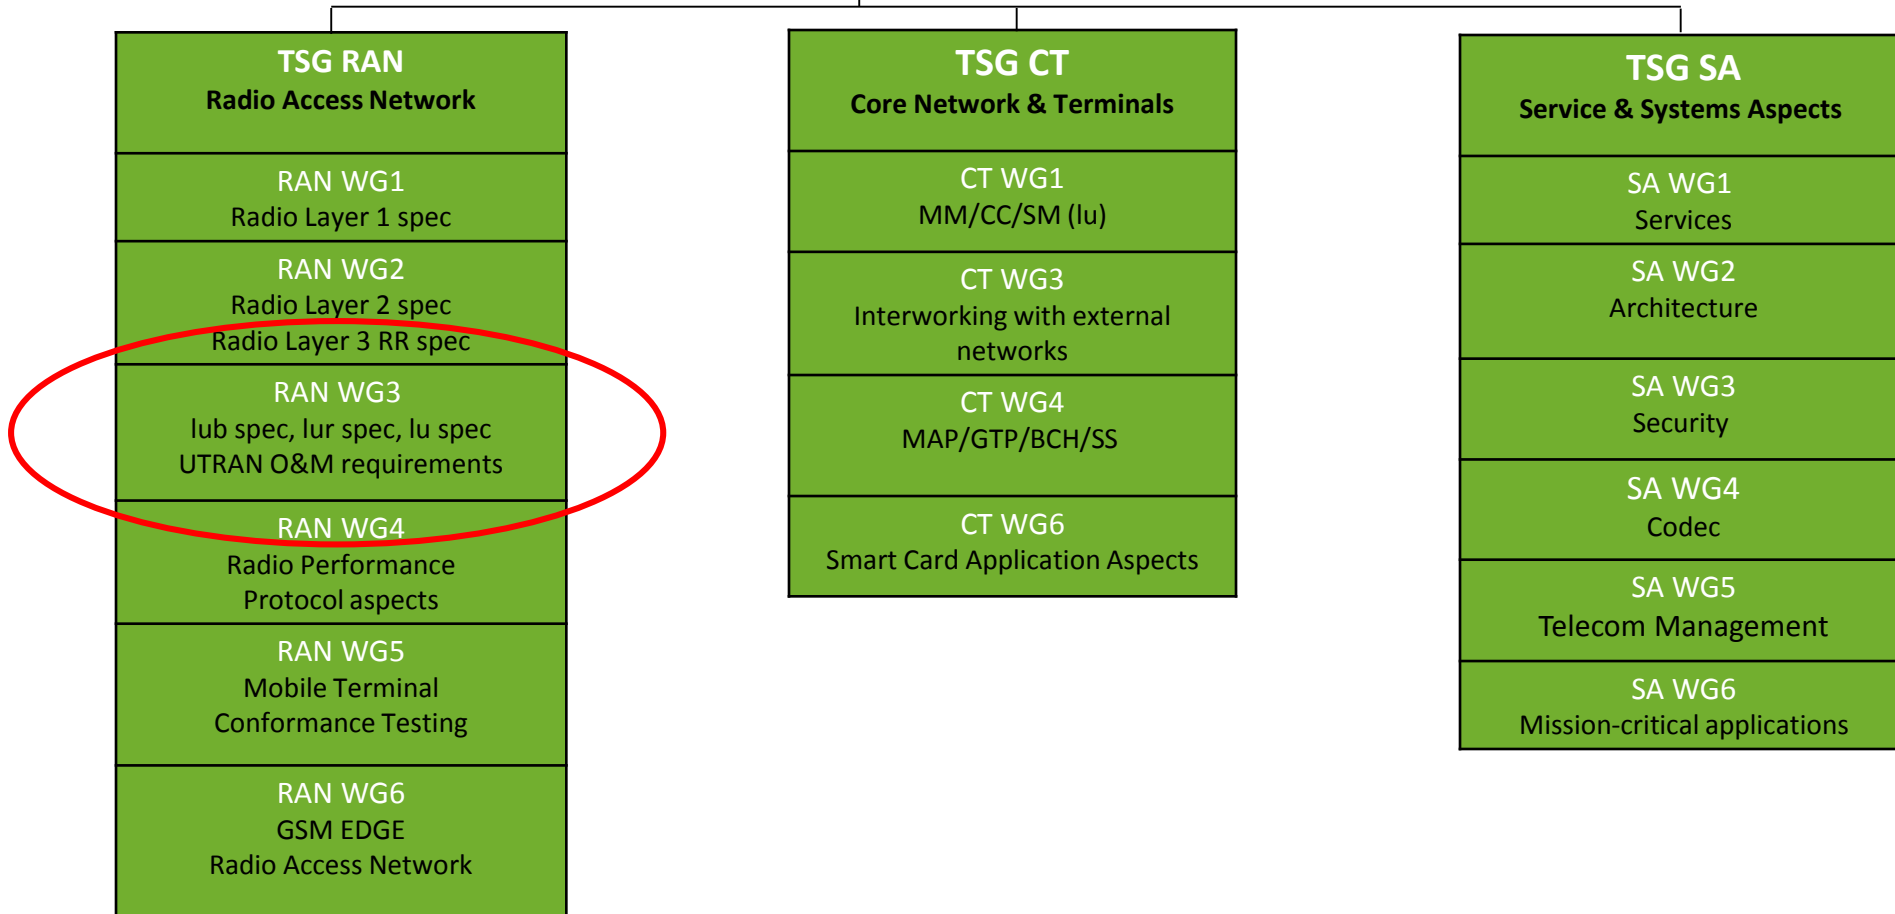 TSG RAN
Radio Access Network
RAN WG1
Radio Layer 1 spec
RAN WG2
Radio Layer 2 spec
Radio Layer 3 RR spec
RAN WG3
lub spec, lur spec, lu spec
UTRAN O&M requirements
RAN WG4
Radio Performance
Protocol aspects
RAN WG5
Mobile Terminal
Conformance Testing
RAN WG6
GSM EDGE
Radio Access Network
TSG CT
Core Network & Terminals
CT WG1
MM/CC/SM (lu)
CT WG3
Interworking with external
networks
CT WG4
MAP/GTP/BCH/SS
CT WG6
Smart Card Application Aspects
TSG SA
Service & Systems Aspects
SA WG1
Services
SA WG2
Architecture
SA WG3
Security
SA WG4
Codec
SA WG5
Telecom Management
SA WG6
Mission-critical applications